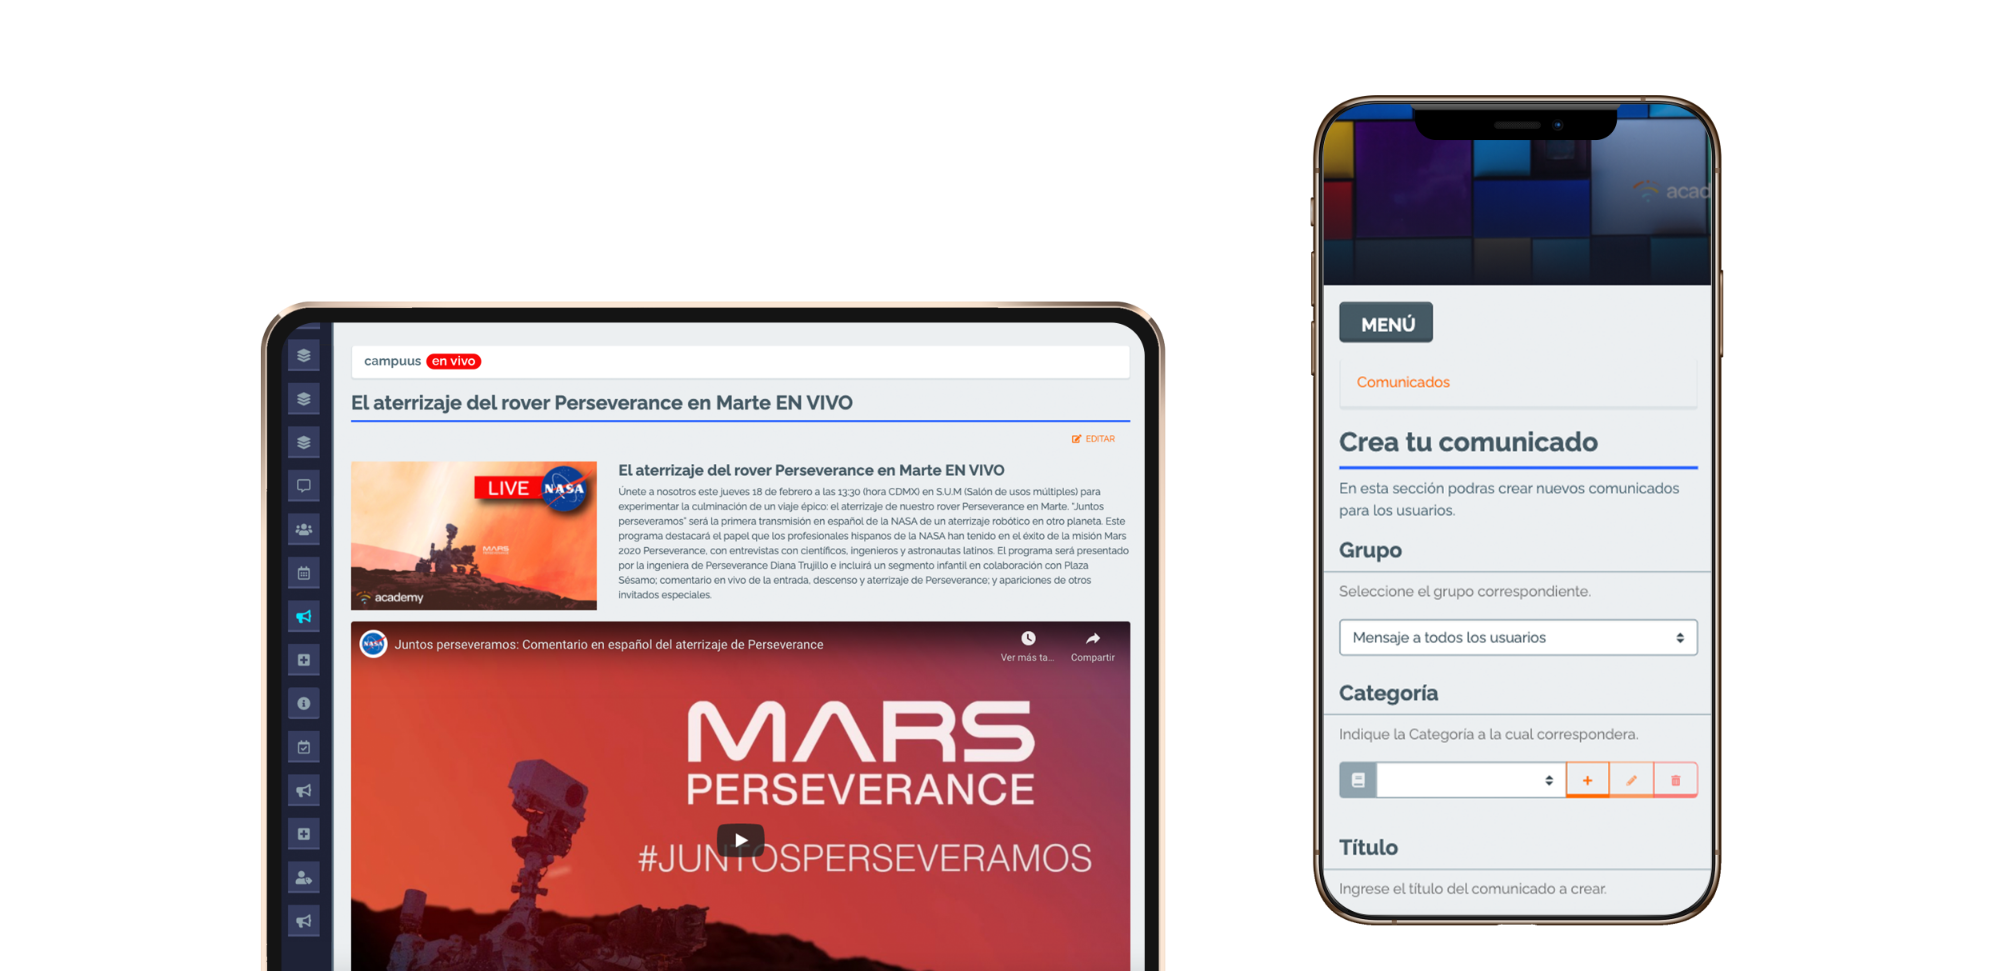 campuus en vivo
El aterrizaje del rover Perseverance en Marte EN VIVO
EDITAR
LIVE NASA
MARS
academy
El aterrizaje del rover Perseverance en Marte EN VIVO
Únete a nosotros este jueves 18 de febrero a las 13:30 (hora CDMX) en S.U.M (Salón de usos múltiples) para
experimentar la culminación de un viaje épico: el aterrizaje de nuestro rover Perseverance en Marte. "Juntos
perseveramos" será la primera transmisión en español de la NASA de un aterrizaje robótico en otro planeta. Este
programa destacará el papel que los profesionales hispanos de la NASA han tenido en el éxito de la misión Mars
2020 Perseverance, con entrevistas con científicos, ingenieros y astronautas latinos. El programa será presentado
por la ingeniera de Perseverance Diana Trujillo e incluirá un segmento infantil en colaboración con Plaza
Sésamo; comentario en vivo de la entrada, descenso y aterrizaje de Perseverance; y apariciones de otros
invitados especiales.
NASA
Juntos perseveramos: Comentario en español del aterrizaje de Perseverance
Ver más ta...
Compartir
MARS
PERSEVERANCE
#JUNTOSPERSEVERAMOS
acad
MENÚ
Comunicados
Crea tu comunicado
En esta sección podras crear nuevos comunicados
para los usuarios.
Grupo
Seleccione el grupo correspondiente.
Mensaje a todos los usuarios
Categoría
Indique la Categoría a la cual correspondera.
Título
Ingrese el título del comunicado a crear.